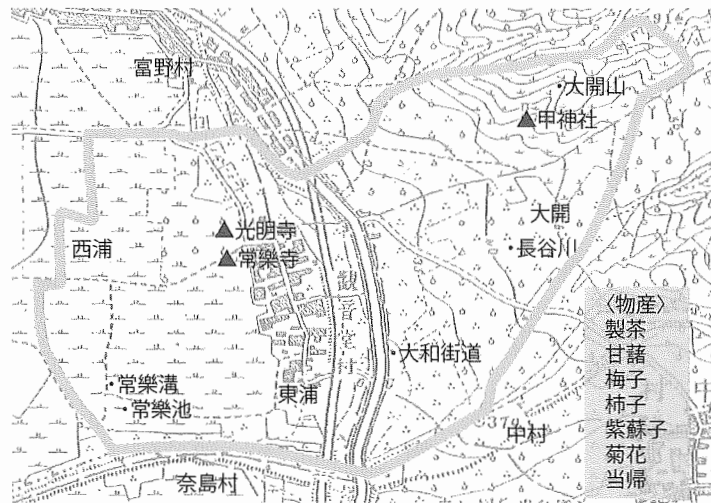 富野村
大開山
▲甲神社
▲光明寺
西浦
大開
長谷川
▲常樂寺
観音堂村
〈物産〉
製茶
甘諸
梅子
柿子
紫蘇子
菊花
当帰
大和街道
常樂溝
常樂池
東浦
中村
奈島村